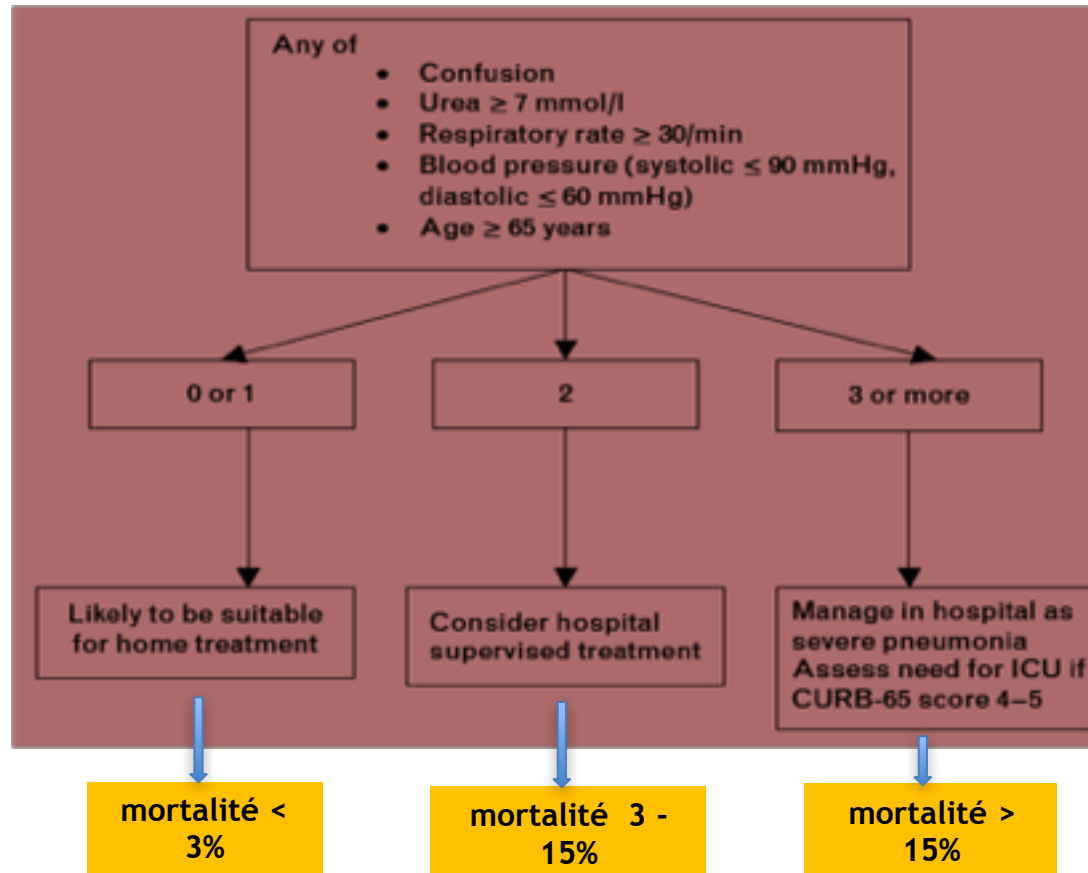 Any of
• Confusion
• Urea ≥ 7 mmol/l
• Respiratory rate ≥ 30/min
• Blood pressure (systolic ≤ 90 mmHg,
diastolic ≤ 60 mmHg)
• Age ≥ 65 years
0 or 1
2
3 or more
Likely to be suitable
for home treatment
Consider hospital
supervised treatment
Manage in hospital as
severe pneumonia
Assess need for ICU if
CURB-65 score 4–5
mortalité <
3%
mortalité 3 -
15%
mortalité >
15%